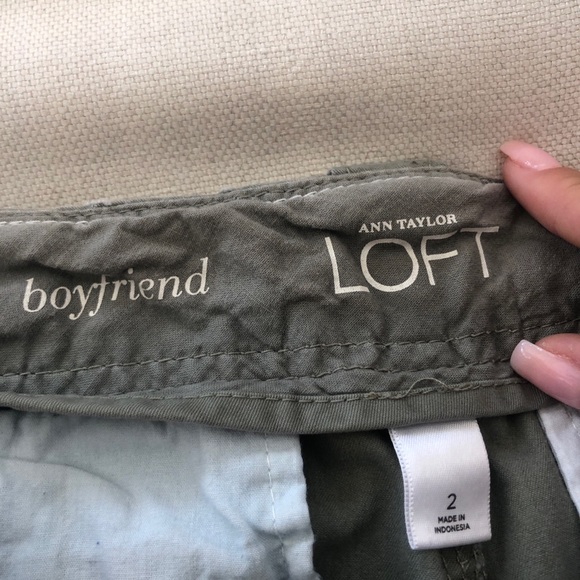 boyfriend
ANN TAYLOR
LOFT
2
MADE IN
INDONESIA